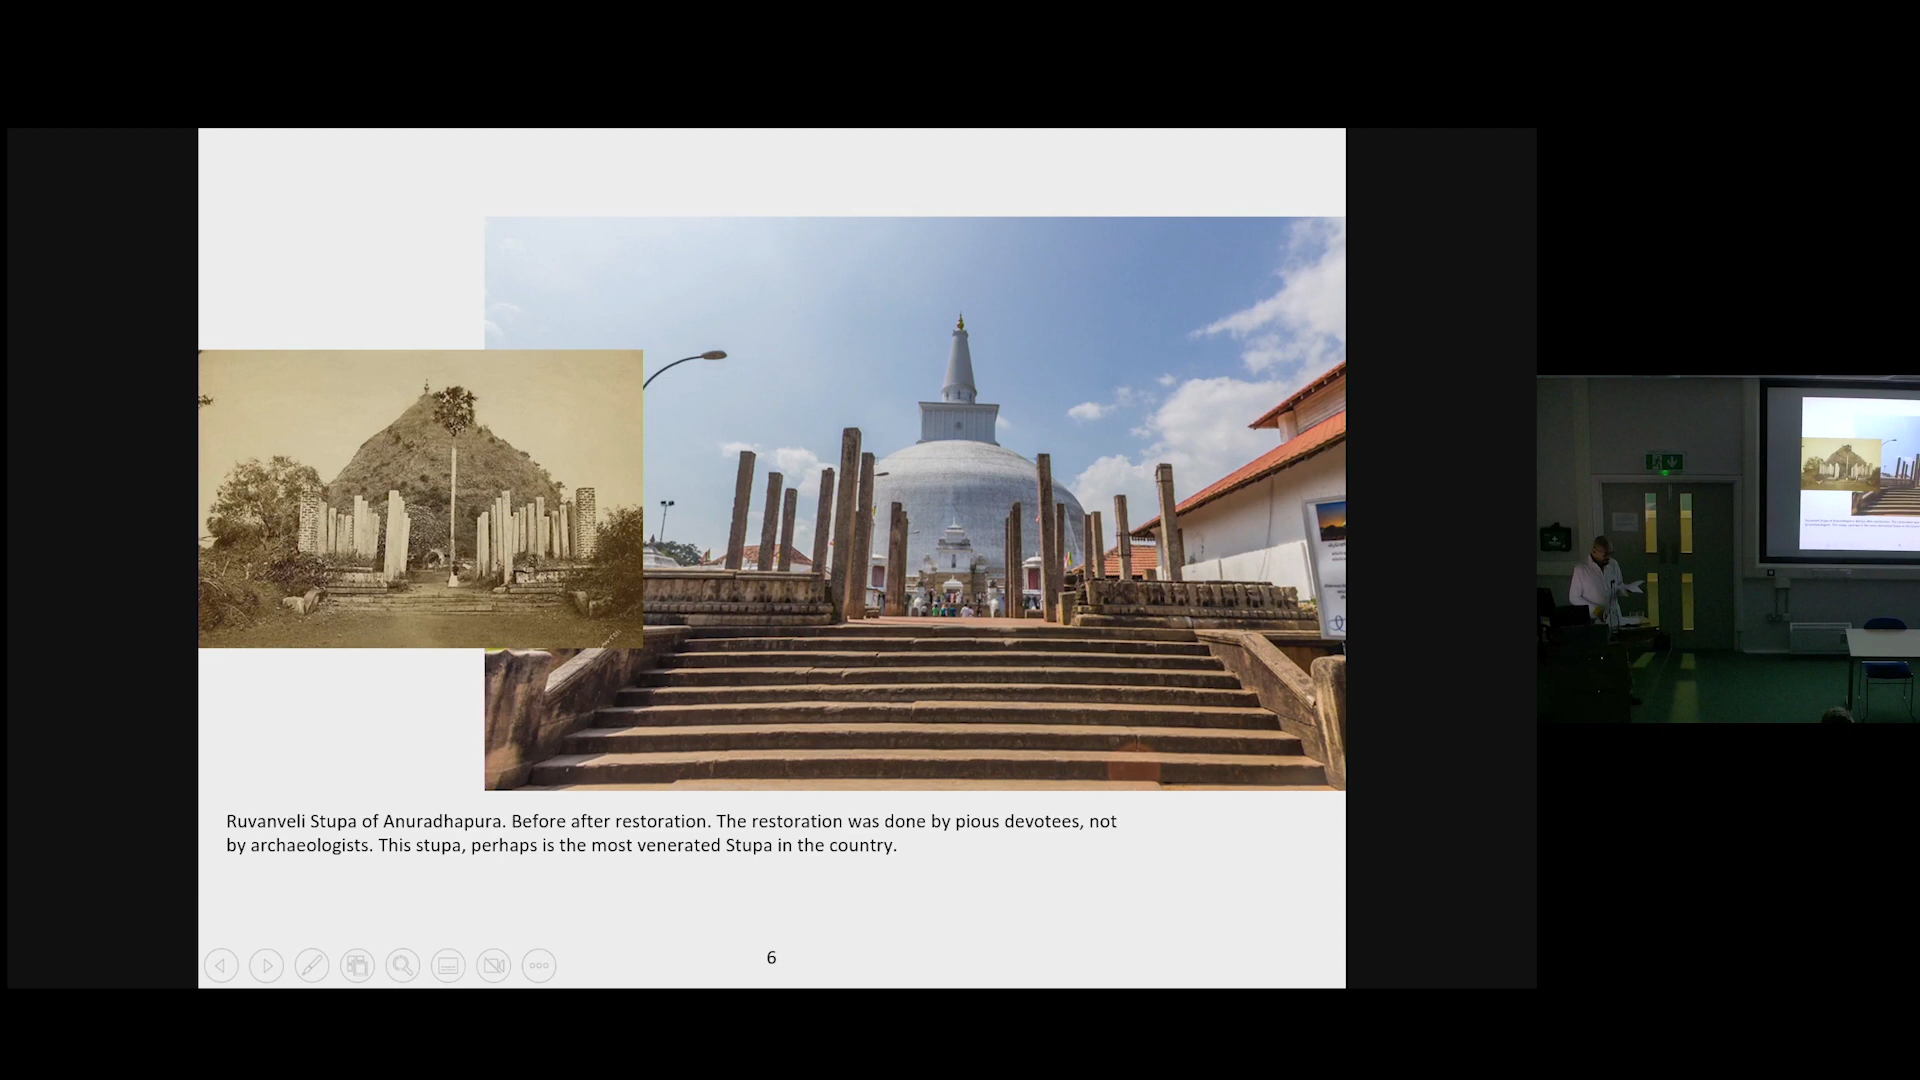 Ruvanveli Stupa of Anuradhapura. Before after restoration. The restoration was done by pious devotees, not
by archaeologists. This stupa, perhaps is the most venerated Stupa in the country.
6